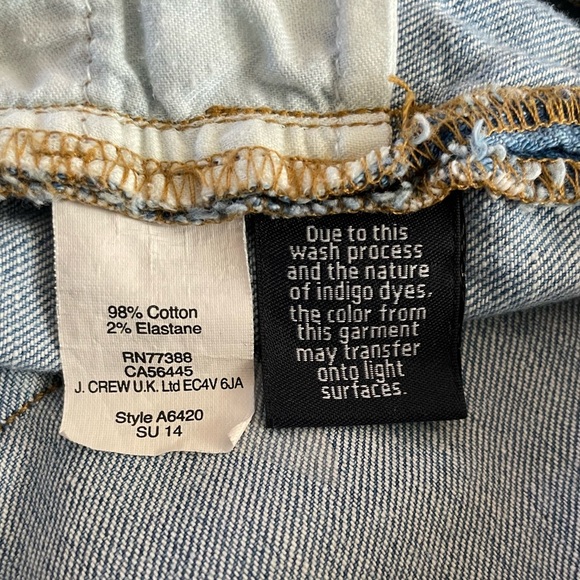 98% Cotton
2% Elastane
RN77388
CA56445
J. CREW U.K. Ltd EC4V 6JA
Style A6420
SU 14
Due to this
wash process
and the nature
of indigo dyes,
the color from
this garment
may transfer
onto light
surfaces.